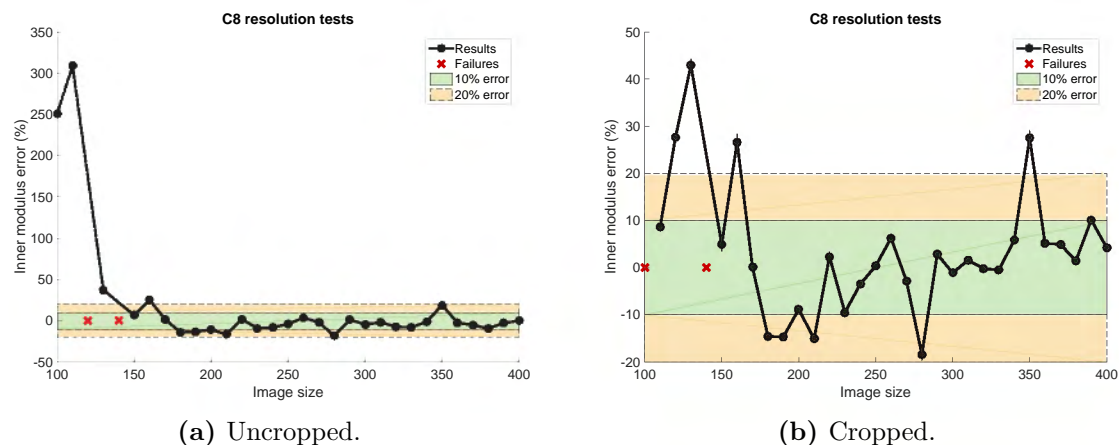 C8 resolution tests
Inner modulus error (%)
350
300
250
200
150
100
50
0
-50
100
150
200
250
300
350
400
Image size
Results
Failures
10% error
20% error
(a) Uncropped.
C8 resolution tests
Inner modulus error (%)
50
40
30
20
10
0
-10
-20
100
150
200
250
300
350
400
Image size
Results
Failures
10% error
20% error
(b) Cropped.